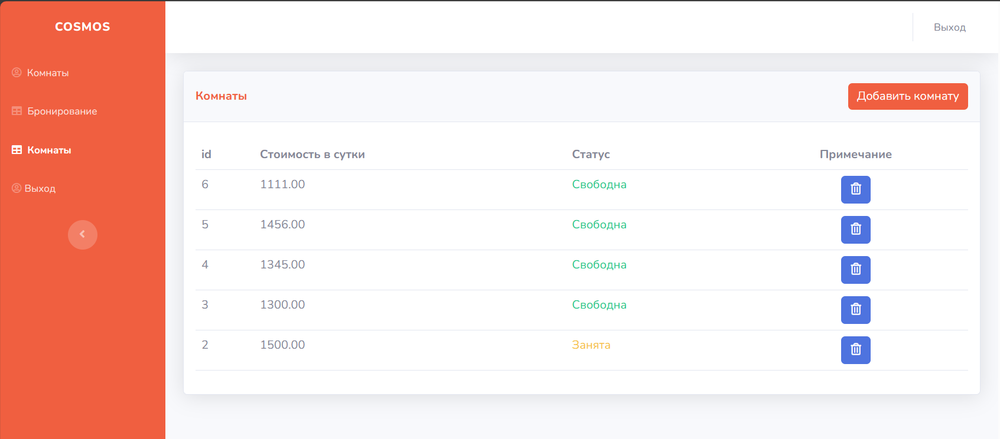 COSMOS
Выход
Комнаты
Бронирование
Комнаты
Выход
Комнаты
Добавить комнату
id Стоимость в сутки Статус Примечание
6 1111.00 Свободна
5 1456.00 Свободна
4 1345.00 Свободна
3 1300.00 Свободна
2 1500.00 Занята